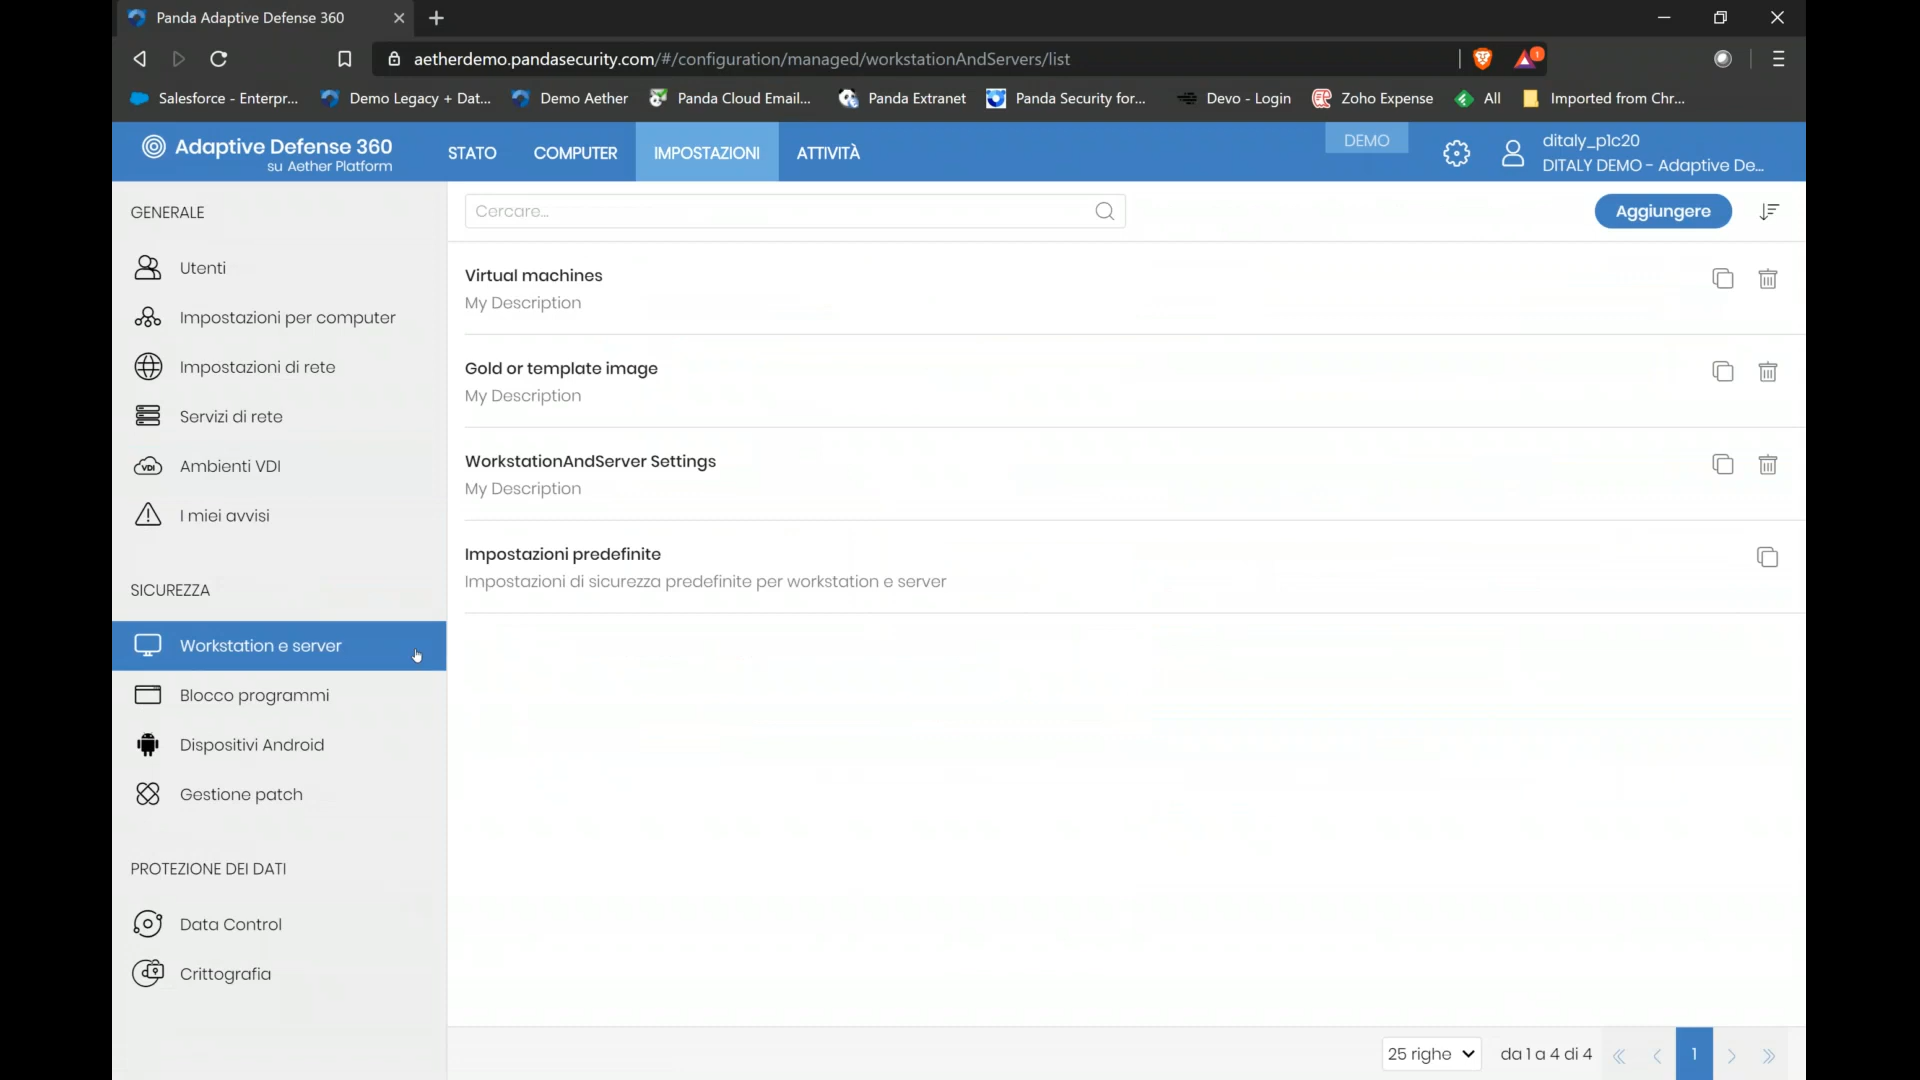 Panda Adaptive Defense 360
aetherdemo.pandasecurity.com/#/configuration/managed/workstationAndServers/list
1
Salesforce - Enterpr...
Demo Legacy + Dat...
Demo Aether
Panda Cloud Email...
Panda Extranet
Panda Security for...
Devo - Login
Zoho Expense
All
Imported from Chr...
Adaptive Defense 360
su Aether Platform
STATO
COMPUTER
IMPOSTAZIONI
ATTIVITÀ
DEMO
ditaly_p1c20
DITALY DEMO - Adaptive De...
GENERALE
Utenti
Impostazioni per computer
Impostazioni di rete
Servizi di rete
VDI
Ambienti VDI
I miei avvisi
SICUREZZA
Workstation e server
Blocco programmi
Dispositivi Android
Gestione patch
PROTEZIONE DEI DATI
Data Control
Crittografia
Cercare...
Aggiungere
Virtual machines
My Description
Gold or template image
My Description
WorkstationAndServer Settings
My Description
Impostazioni predefinite
Impostazioni di sicurezza predefinite per workstation e server
25 righe
da 1 a 4 di 4
1